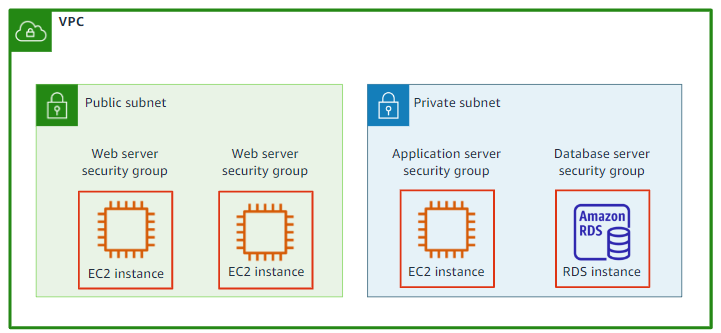 VPC
Public subnet
Web server
security group
EC2 instance
Web server
security group
EC2 instance
Private subnet
Application server
security group
EC2 instance
Database server
security group
Amazon
RDS
RDS instance